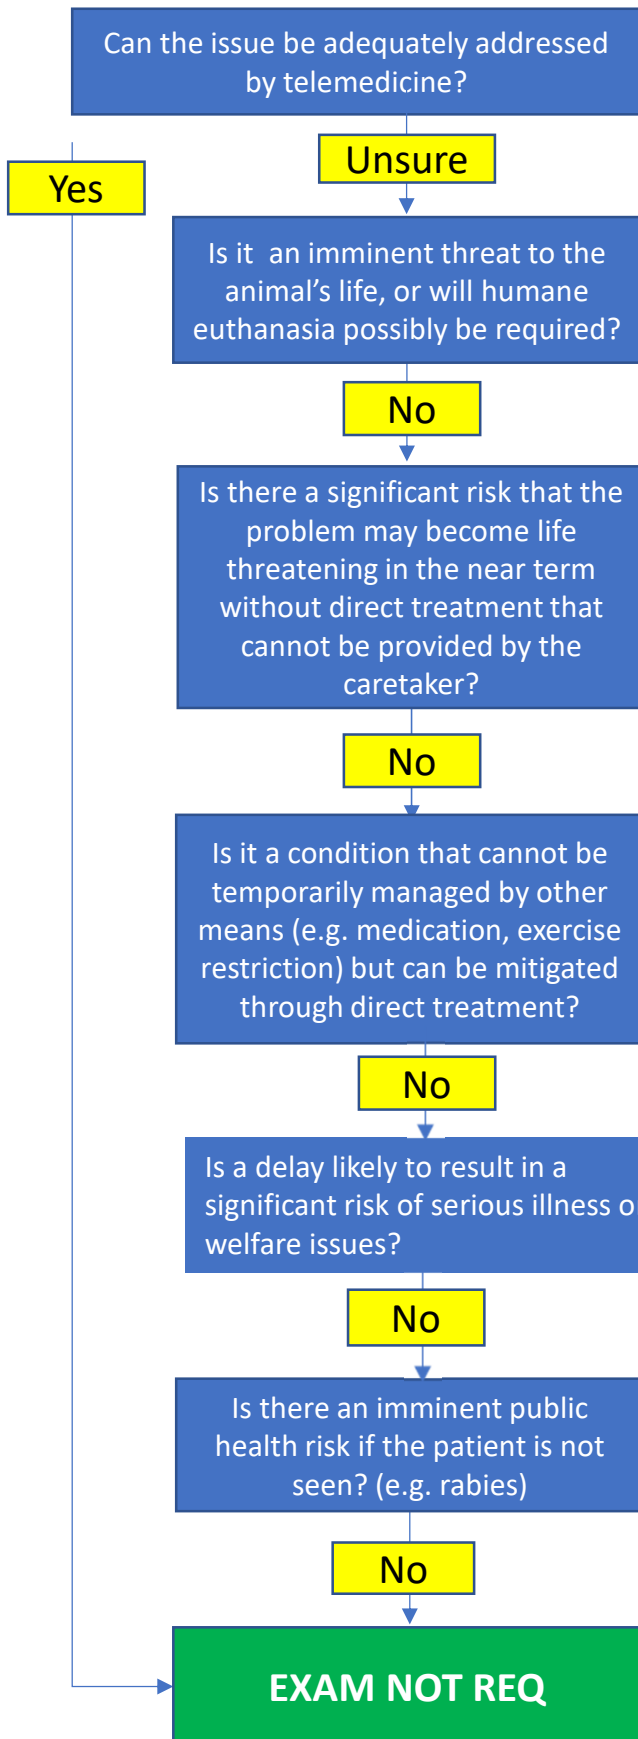 Can the issue be adequately addressed
by telemedicine?
Unsure
Yes
Is it  an imminent threat to the
animal’s life, or will humane
euthanasia possibly be required?
No
Is there a significant risk that the
problem may become life
threatening in the near term
without direct treatment that
cannot be provided by the
caretaker?
No
Is it a condition that cannot be
temporarily managed by other
means (e.g. medication, exercise
restriction) but can be mitigated
through direct treatment?
No
Is a delay likely to result in a
significant risk of serious illness o
welfare issues?
No
Is there an imminent public
health risk if the patient is not
seen? (e.g. rabies)
No
EXAM NOT REQ